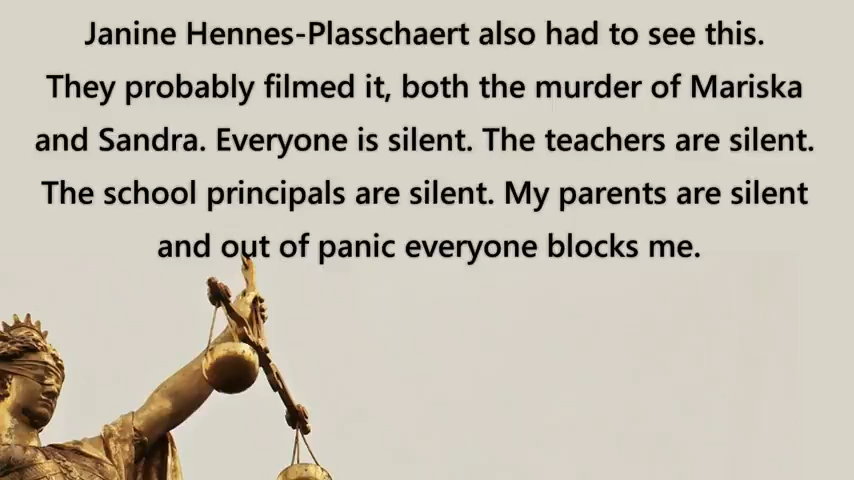 Janine Hennes-Plasschaert also had to see this.
They probably filmed it, both the murder of Mariska
and Sandra. Everyone is silent. The teachers are silent.
The school principals are silent. My parents are silent
and out of panic everyone blocks me.